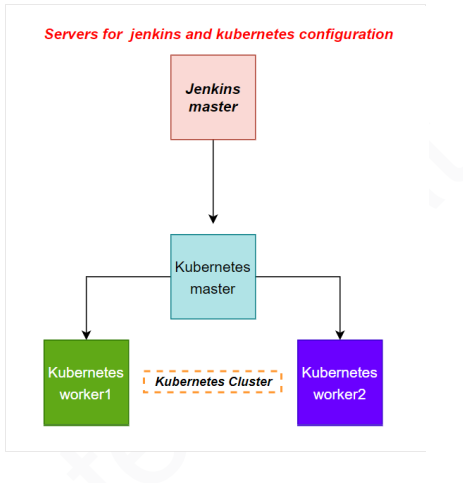 Servers for jenkins and kubernetes configuration
Jenkins
master
Kubernetes
master
Kubernetes
worker1
Kubernetes Cluster
Kubernetes
worker2